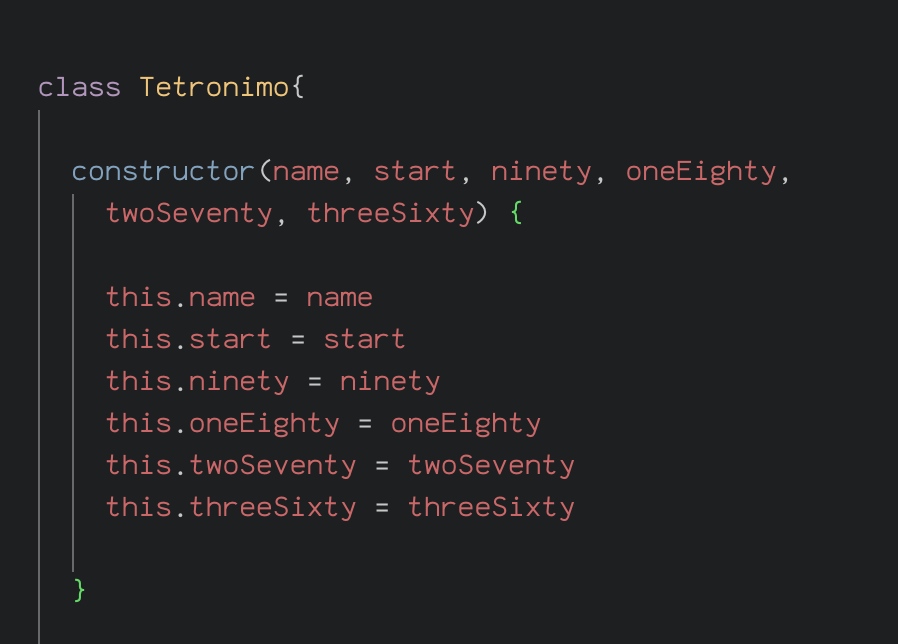 class Tetronimo{
constructor(name, start, ninety, oneEighty,
twoSeventy, threeSixty) {
this.name = name
this.start = start
this.ninety = ninety
this.oneEighty = oneEighty
this.twoSeventy = twoSeventy
this.threeSixty = threeSixty
}